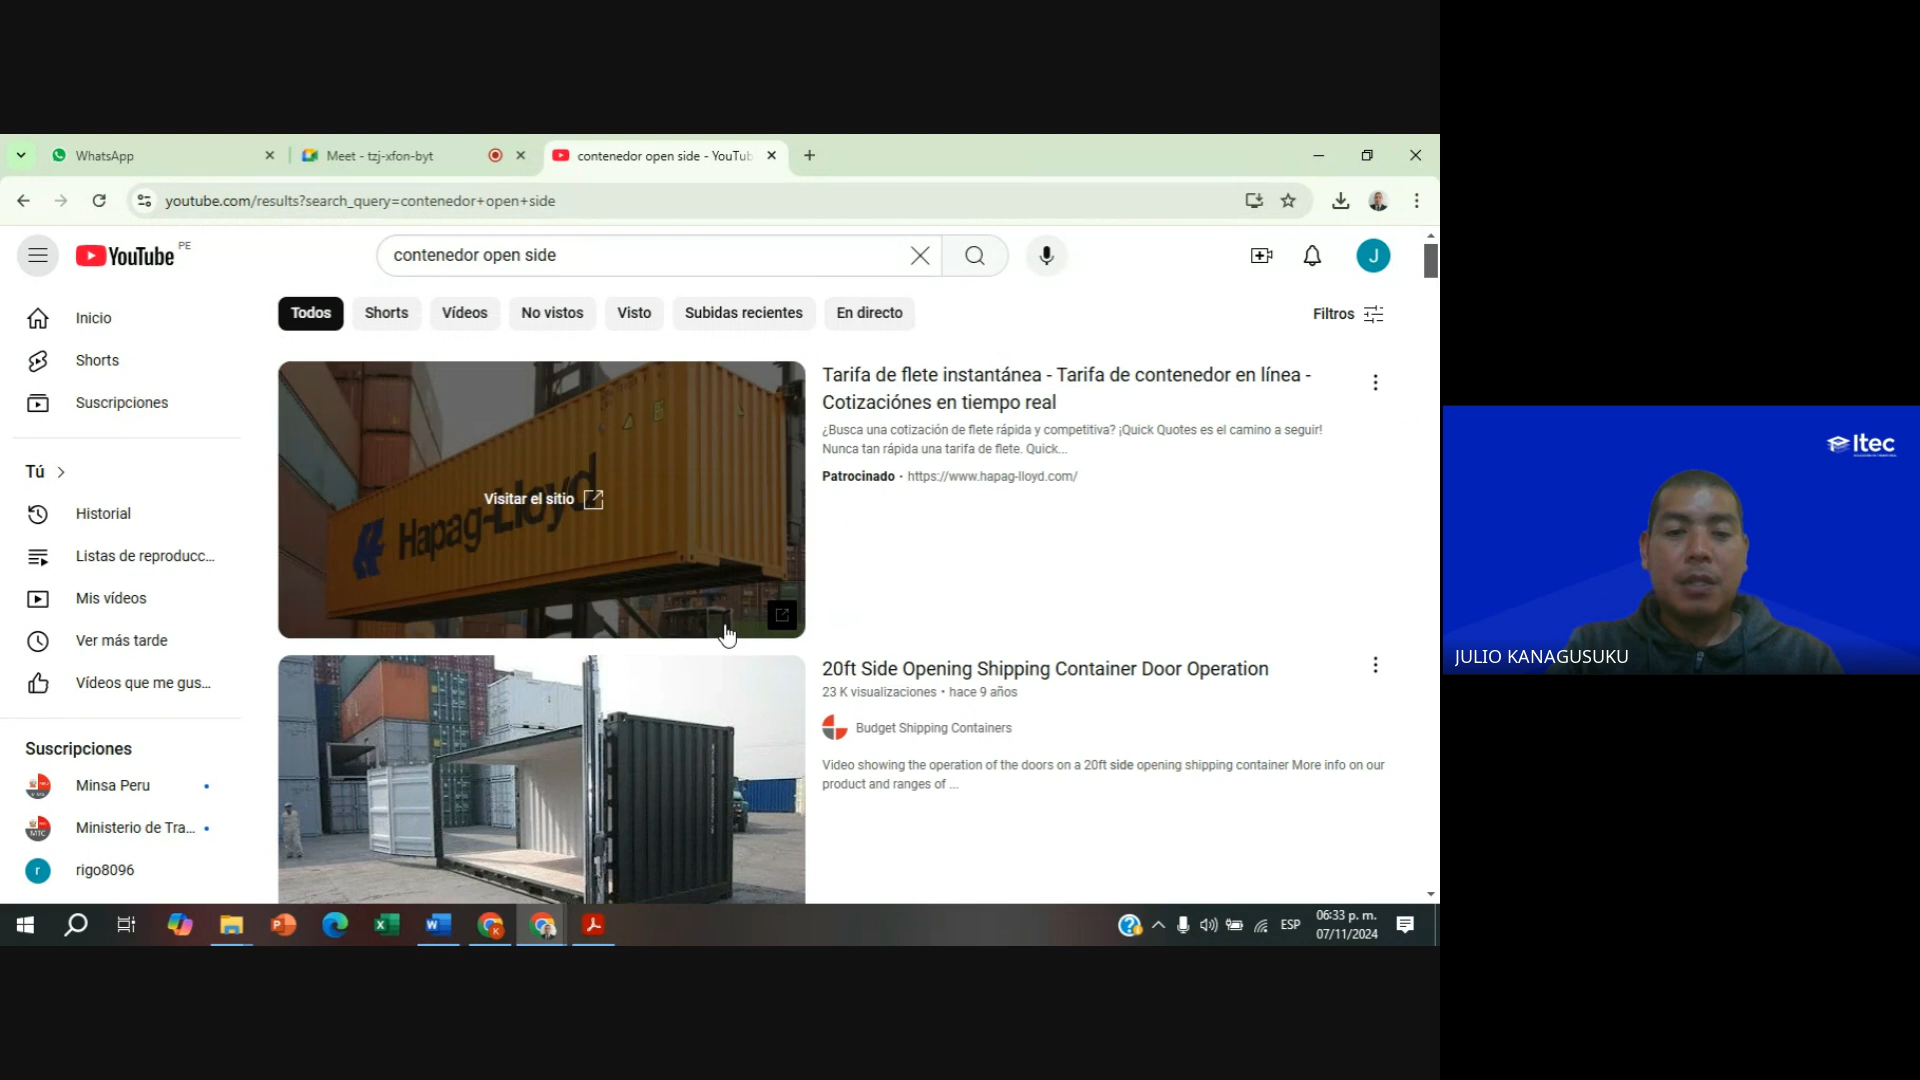 WhatsApp
Meet - tzj-xfon-byt
contenedor open side - YouTub
youtube.com/results?search_query=contenedor+open+side
YouTube PE
contenedor open side
J
Todos
Shorts
Vídeos
No vistos
Visto
Subidas recientes
En directo
Filtros
Inicio
Shorts
Suscripciones
Tú
Historial
Listas de reproducc...
Mis vídeos
Ver más tarde
Vídeos que me gus...
Suscripciones
Minsa Peru
Ministerio de Tra...
r
rigo8096
Hapag-Lloyd
Visitar el sitio
Tarifa de flete instantánea - Tarifa de contenedor en línea -
Cotizaciónes en tiempo real
¿Busca una cotización de flete rápida y competitiva? ¡Quick Quotes es el camino a seguir!
Nunca tan rápida una tarifa de flete. Quick...
Patrocinado · https://www.hapag-lloyd.com/
20ft Side Opening Shipping Container Door Operation
23 K visualizaciones • hace 9 años
Budget Shipping Containers
Video showing the operation of the doors on a 20ft side opening shipping container More info on our
product and ranges of ...
ESP
06:33 p. m.
07/11/2024
Itec
JULIO KANAGUSUKU